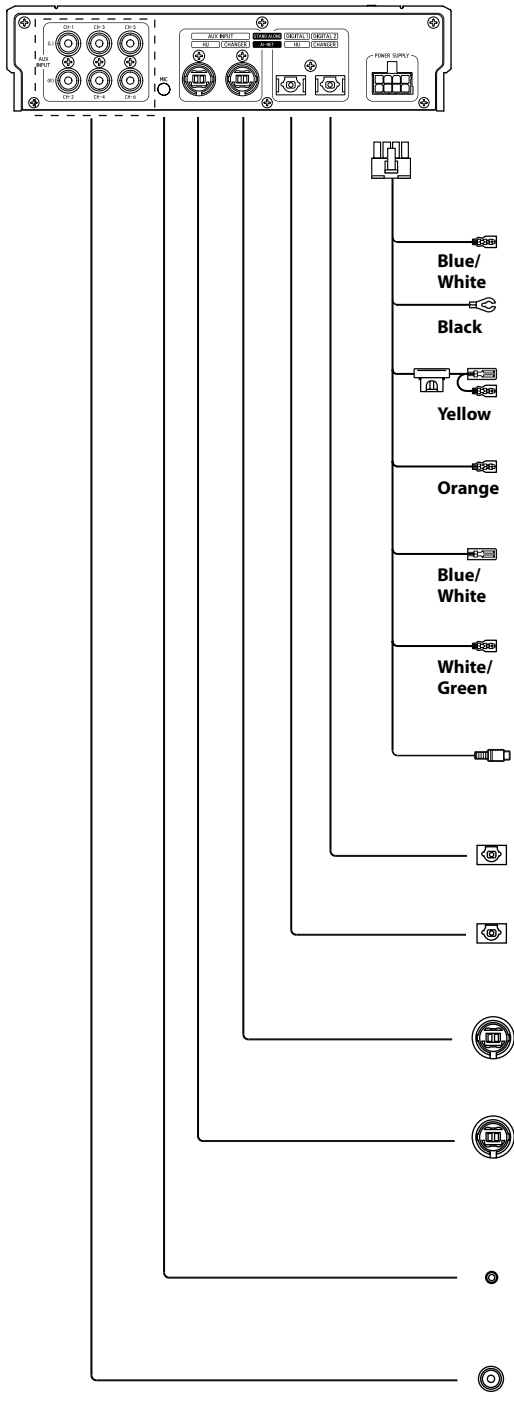 CH-1 CH-3 CH-5
(L)
AUX
INPUT
(R)
CH-2 CH-4 CH-6
MIC
AUX INPUT STAND ALONE DIGITAL 1 DIGITAL 2
HU CHANGER AI-NET HU CHANGER
POWER SUPPLY
Blue/
White
Black
Yellow
Orange
Blue/
White
White/
Green